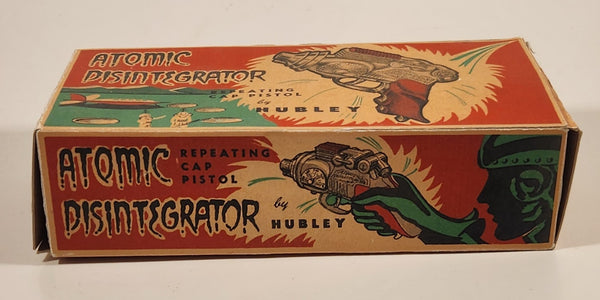 ATOMIC
DISINTEGRATOR
REPEATING
CAP PISTOL
by
HUBLEY
ATOMIC
REPEATING
CAP
PISTOL
DISINTEGRATOR
by
HUBLEY